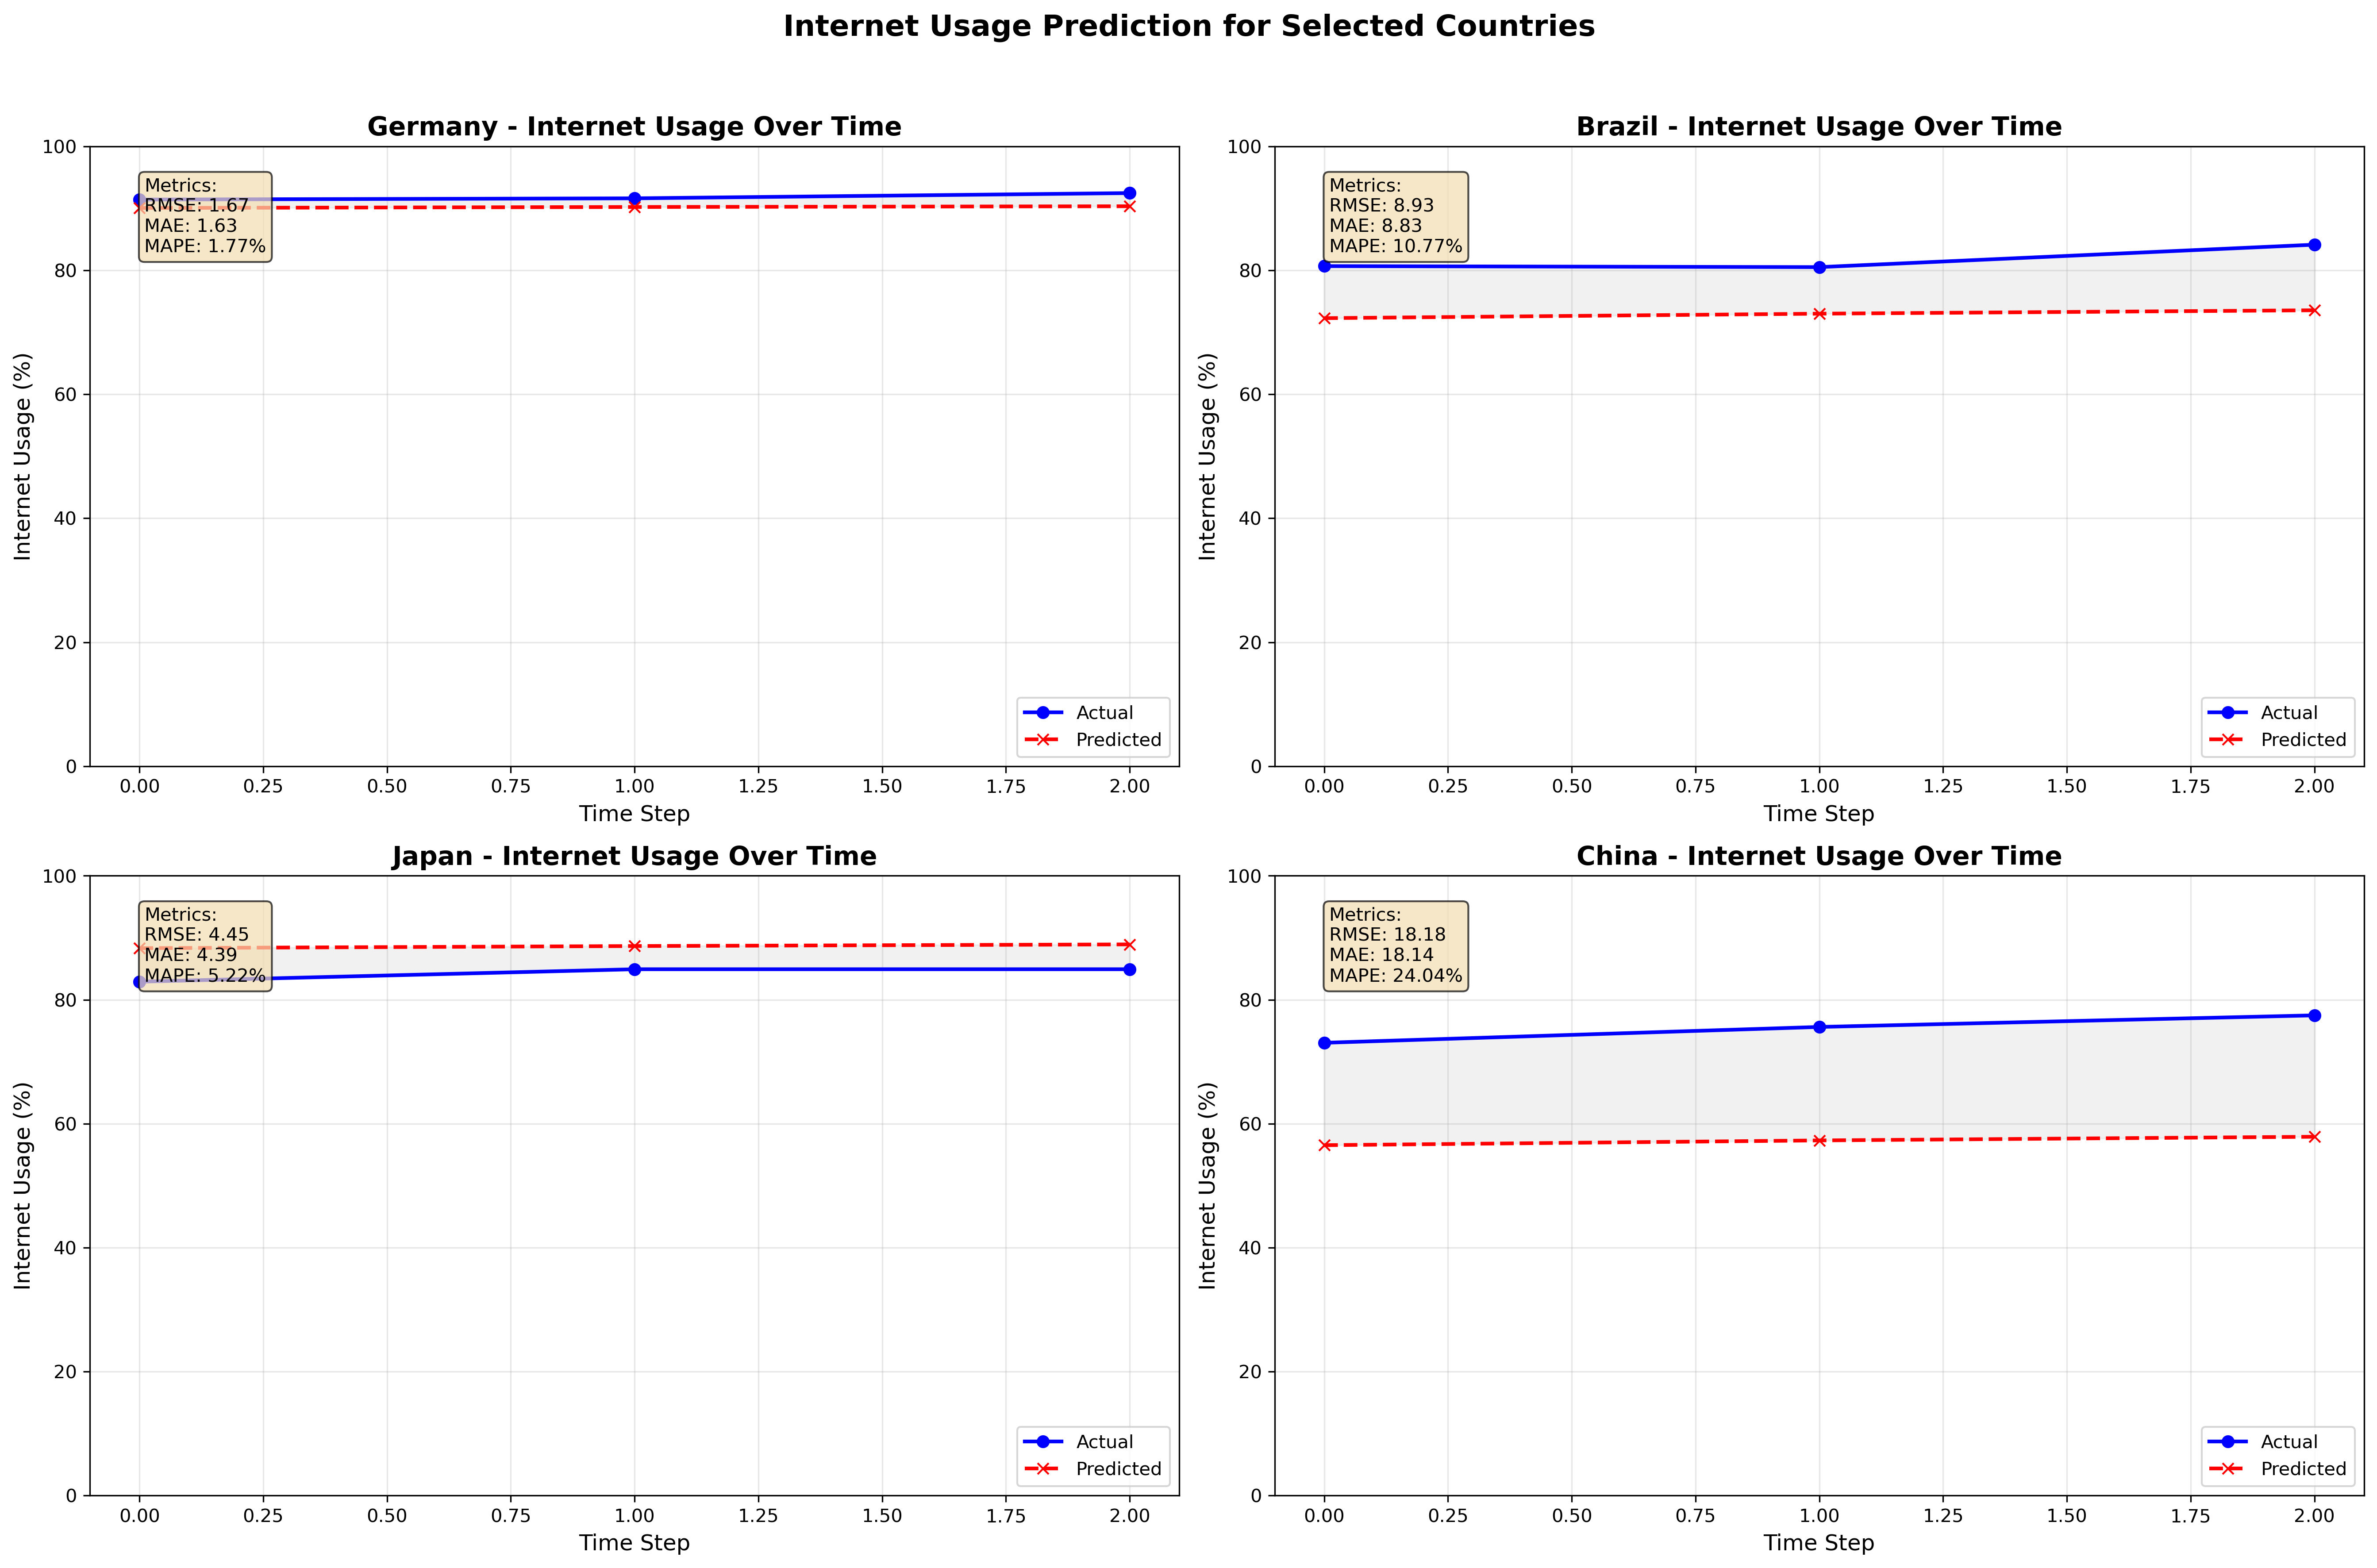 Internet Usage Prediction for Selected Countries
Germany - Internet Usage Over Time
Internet Usage (%)
100
80
60
40
20
0
Metrics:
RMSE: 1.67
MAE: 1.63
MAPE: 1.77%
Actual
Predicted
0.00 0.25 0.50 0.75 1.00 1.25 1.50 1.75 2.00
Time Step
Brazil - Internet Usage Over Time
Internet Usage (%)
100
80
60
40
20
0
Metrics:
RMSE: 8.93
MAE: 8.83
MAPE: 10.77%
Actual
Predicted
0.00 0.25 0.50 0.75 1.00 1.25 1.50 1.75 2.00
Time Step
Japan - Internet Usage Over Time
Internet Usage (%)
100
80
60
40
20
0
Metrics:
RMSE: 4.45
MAE: 4.39
MAPE: 5.22%
Actual
Predicted
0.00 0.25 0.50 0.75 1.00 1.25 1.50 1.75 2.00
Time Step
China - Internet Usage Over Time
Internet Usage (%)
100
80
60
40
20
0
Metrics:
RMSE: 18.18
MAE: 18.14
MAPE: 24.04%
Actual
Predicted
0.00 0.25 0.50 0.75 1.00 1.25 1.50 1.75 2.00
Time Step